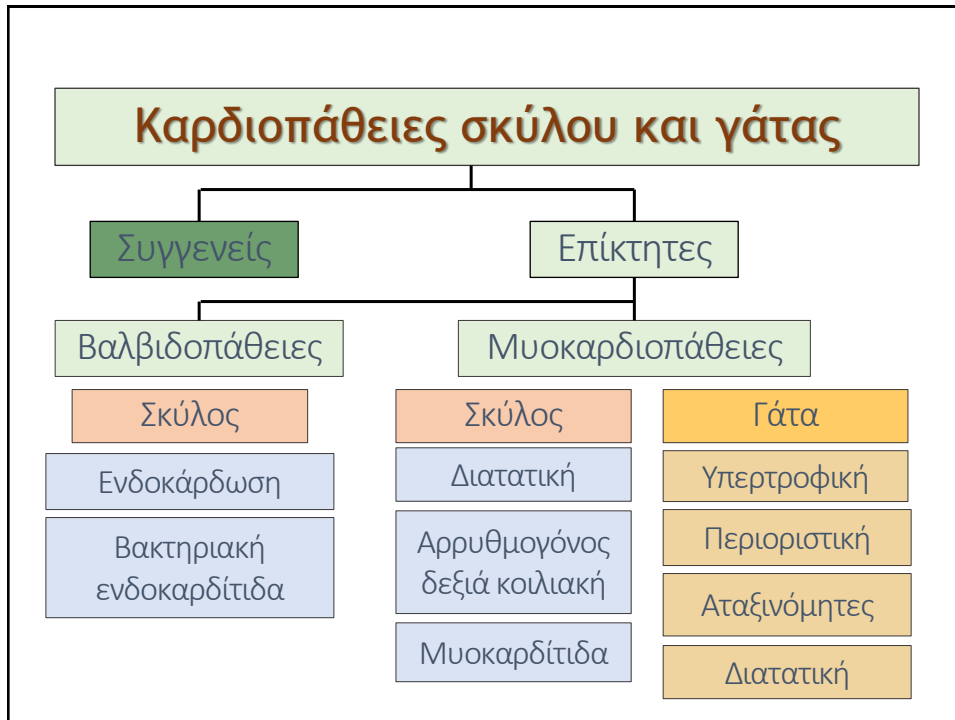 Καρδιοπάθειες σκύλου και γάτας
Συγγενείς
Επίκτητες
Βαλβιδοπάθειες
Μυοκαρδιοπάθειες
Σκύλος
Ενδοκάρδωση
Βακτηριακή
ενδοκαρδίτιδα
Σκύλος
Διατατική
Αρρυθμογόνος
δεξιά κοιλιακή
Μυοκαρδίτιδα
Γάτα
Υπερτροφική
Περιοριστική
Αταξινόμητες
Διατατική